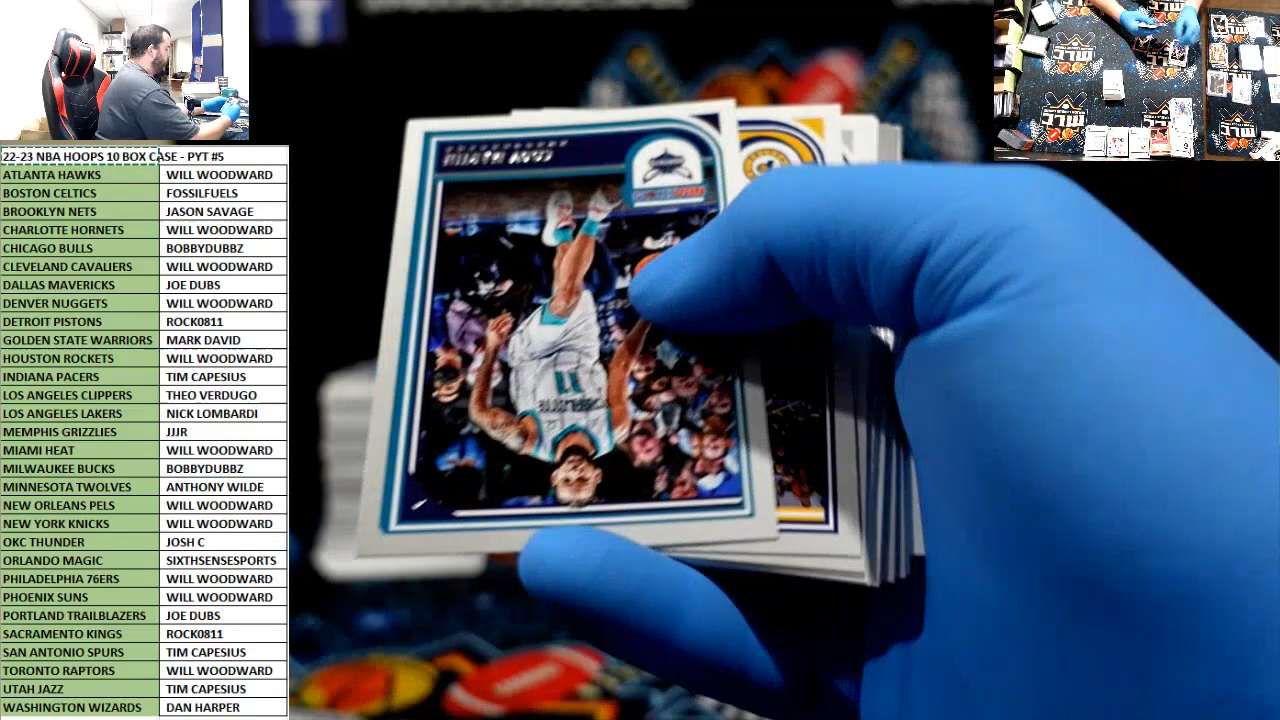 22-23 NBA HOOPS 10 BOX CASE - PYT #5
ATLANTA HAWKS WILL WOODWARD
BOSTON CELTICS FOSSILFUELS
BROOKLYN NETS JASON SAVAGE
CHARLOTTE HORNETS WILL WOODWARD
CHICAGO BULLS BOBBYDUBBZ
CLEVELAND CAVALIERS WILL WOODWARD
DALLAS MAVERICKS JOE DUBS
DENVER NUGGETS WILL WOODWARD
DETROIT PISTONS ROCK0811
GOLDEN STATE WARRIORS MARK DAVID
HOUSTON ROCKETS WILL WOODWARD
INDIANA PACERS TIM CAPESIUS
LOS ANGELES CLIPPERS THEO VERDUGO
LOS ANGELES LAKERS NICK LOMBARDI
MEMPHIS GRIZZLIES JJJR
MIAMI HEAT WILL WOODWARD
MILWAUKEE BUCKS BOBBYDUBBZ
MINNESOTA TWOLVES ANTHONY WILDE
NEW ORLEANS PELS WILL WOODWARD
NEW YORK KNICKS WILL WOODWARD
OKC THUNDER JOSH C
ORLANDO MAGIC SIXTHSENSESPORTS
PHILADELPHIA 76ERS WILL WOODWARD
PHOENIX SUNS WILL WOODWARD
PORTLAND TRAILBLAZERS JOE DUBS
SACRAMENTO KINGS ROCK0811
SAN ANTONIO SPURS TIM CAPESIUS
TORONTO RAPTORS WILL WOODWARD
UTAH JAZZ TIM CAPESIUS
WASHINGTON WIZARDS DAN HARPER